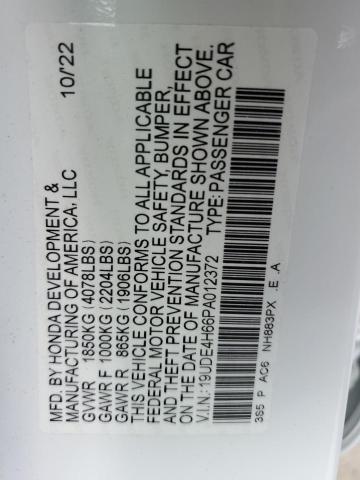 MFD. BY HONDA DEVELOPMENT & 10/22
MANUFACTURING OF AMERICA, LLC
GVWR 1850KG (4078LBS)
GAWR F 1000KG (2204LBS)
GAWR R 865KG (1906LBS)
THIS VEHICLE CONFORMS TO ALL APPLICABLE
FEDERAL MOTOR VEHICLE SAFETY, BUMPER,
AND THEFT PREVENTION STANDARDS IN EFFECT
ON THE DATE OF MANUFACTURE SHOWN ABOVE.
V.I.N.: 19UDE4H66PA012372 TYPE: PASSENGER CAR
3S5 P AC6 NH883PX .E .A